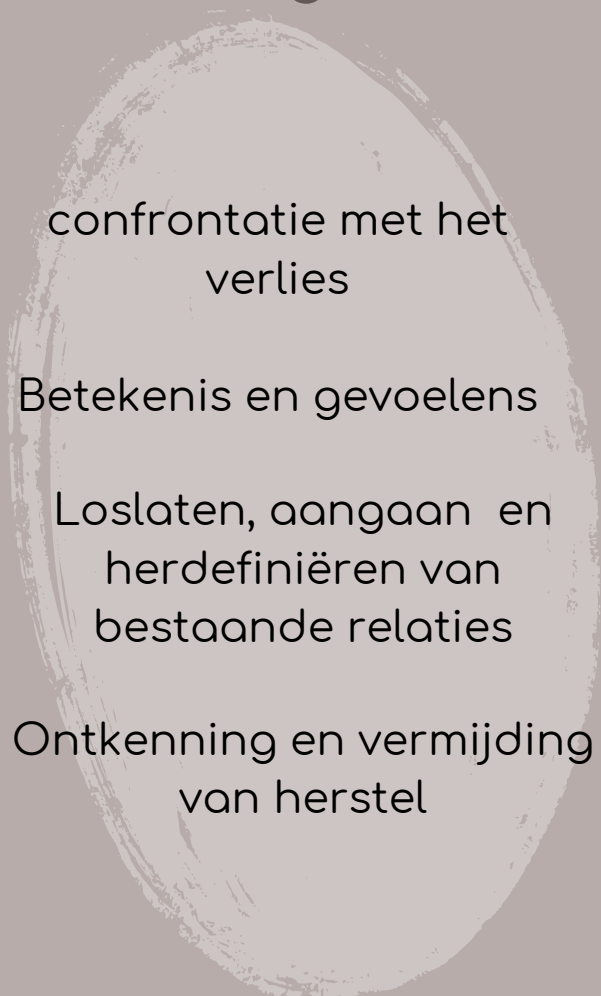 confrontatie met het
verlies
Betekenis en gevoelens
Loslaten, aangaan  en
herdefiniëren van
bestaande relaties
Ontkenning en vermijding
van herstel